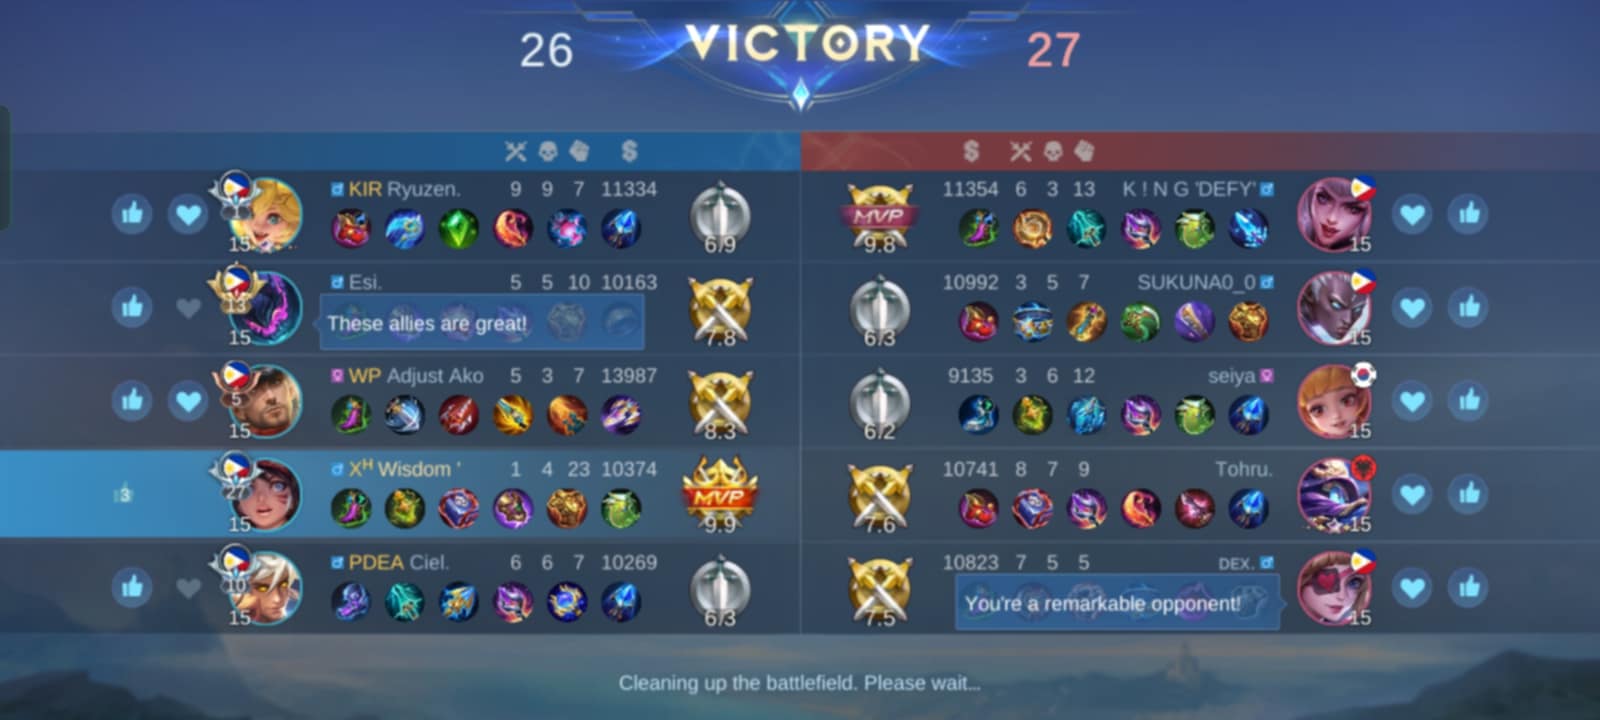 26 VICTORY 27
KIR Ryuzen. 9 9 7 11334
15 6.9
MVP 9.8
11354 6 3 13 K ! N G 'DEFY'
15
13 Esi. 5 5 10 10163
These allies are great!
15 7.8
6.3
10992 3 5 7 SUKUNA0_0
15
5 WP Adjust Ako 5 3 7 13987
15 8.3
6.2
9135 3 6 12 seiya
15
3
27 Xᴴ Wisdom ' 1 4 23 10374
15 MVP 9.9
7.6
10741 8 7 9 Tohru.
15
10 PDEA Ciel. 6 6 7 10269
15 6.3
7.5
10823 7 5 5 DEX.
You're a remarkable opponent!
15
Cleaning up the battlefield. Please wait...